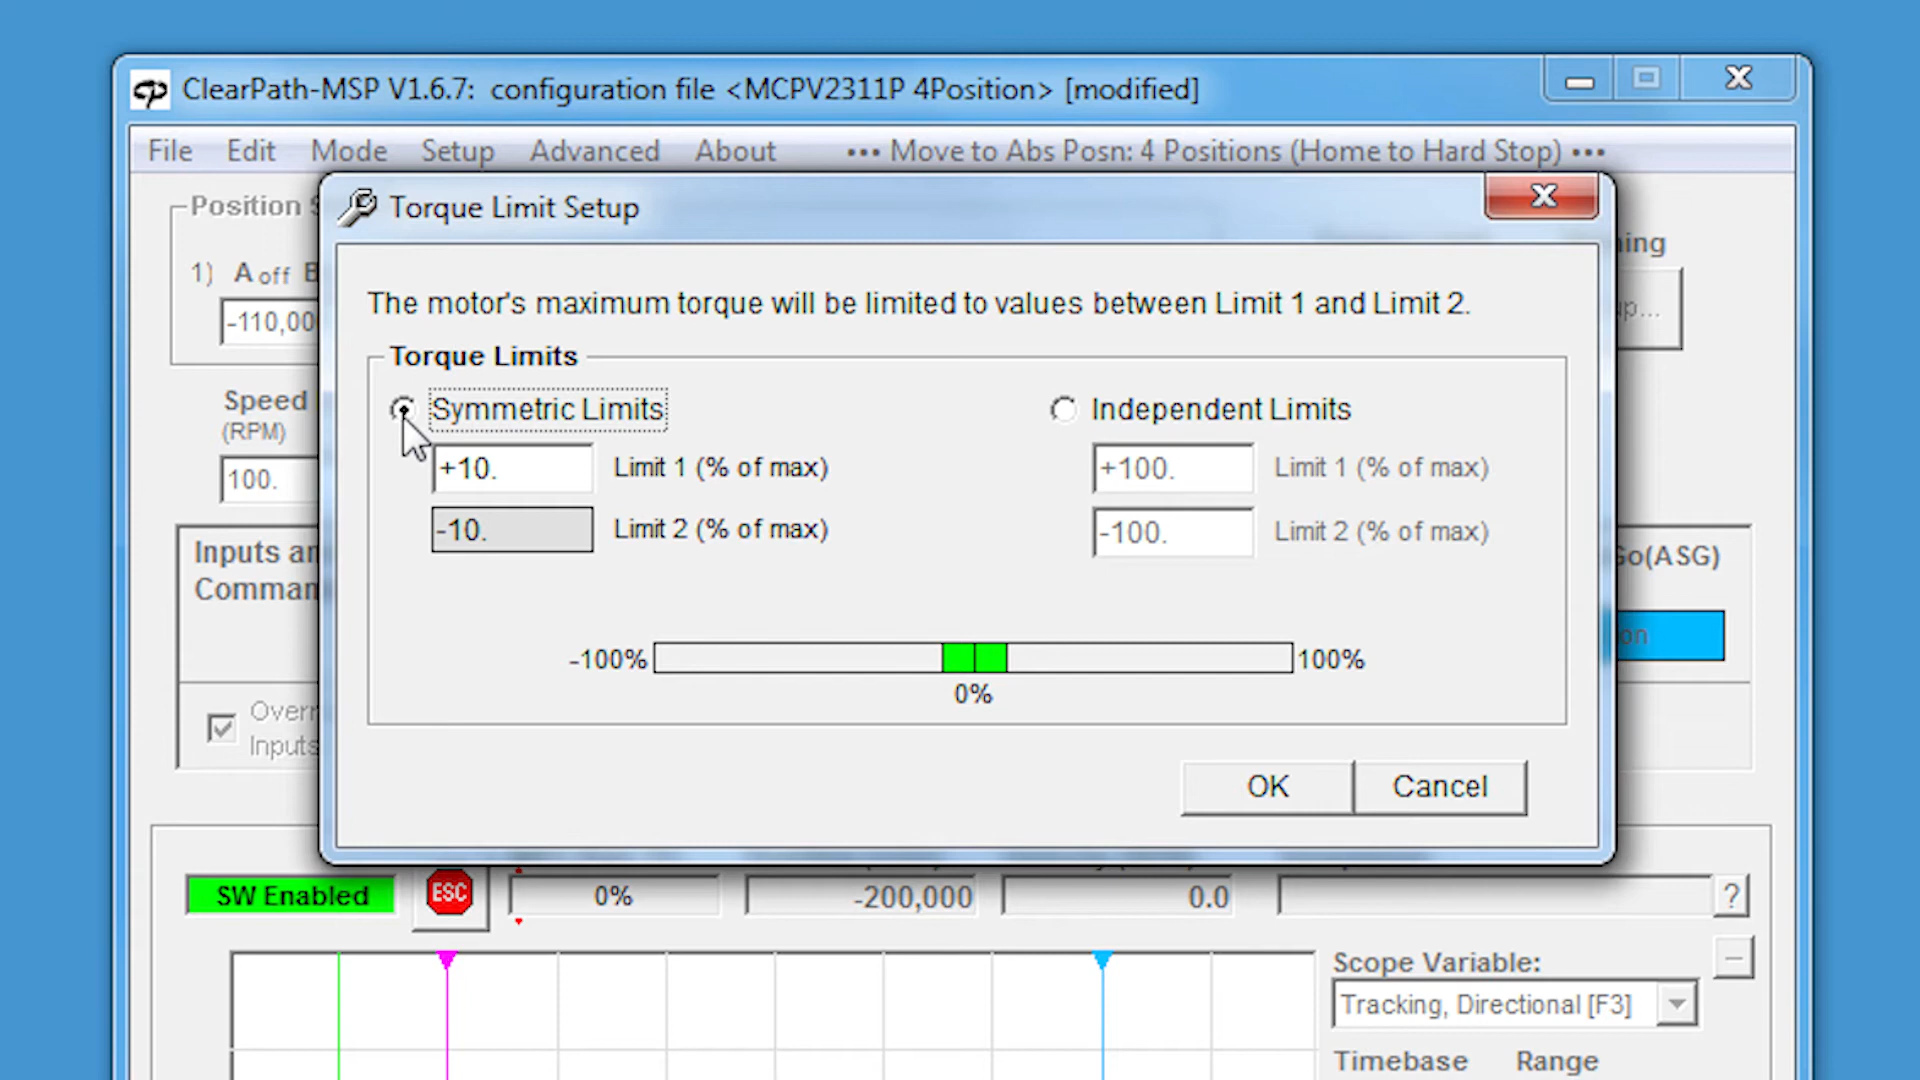 ClearPath-MSP V1.6.7: configuration file <MCPV2311P 4Position> [modified]
File Edit Mode Setup Advanced About ••• Move to Abs Posn: 4 Positions (Home to Hard Stop) •••
Position
Torque Limit Setup
1) A off
-110,00
The motor's maximum torque will be limited to values between Limit 1 and Limit 2.
Torque Limits
Speed
(RPM)
100.
Symmetric Limits
+10. Limit 1 (% of max)
-10. Limit 2 (% of max)
Independent Limits
+100. Limit 1 (% of max)
-100. Limit 2 (% of max)
Inputs
(ASG)
-100% 100%
0%
Inputs
OK Cancel
SW Enabled ESC 0% -200,000 0.0 ?
Scope Variable:
Tracking, Directional [F3]
Timebase Range